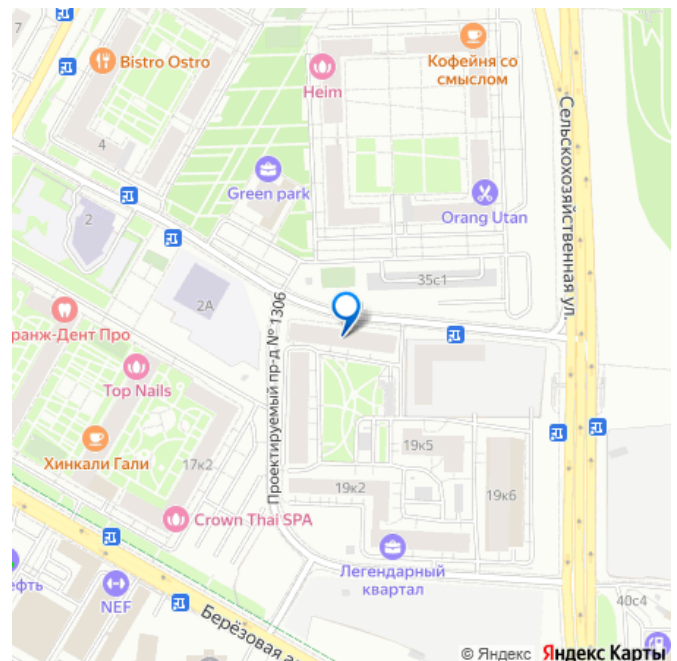 7
Bistro Ostro
Кофейня со
смыслом
Heim
4
Сельскохозяйственная ул.
Green park
Orang Utan
2
35с1
2А
Проектируемый пр-д № 1306
ранж-Дент Про
Top Nails
19к5
Хинкали Гали
17к2
19к2
19к6
Crown Thai SPA
Легендарный
квартал
ефть
NEF
40с4
Берёзовая а
© Яндекс Яндекс Карты